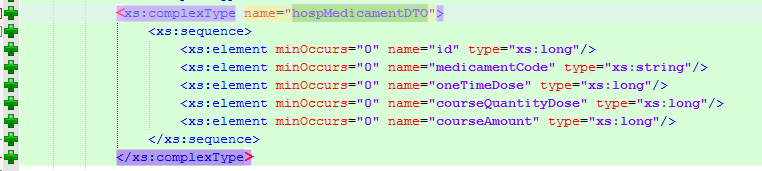 <xs:complexType name="hospMedicamentDTO">
<xs:sequence>
<xs:element minOccurs="0" name="id" type="xs:long"/>
<xs:element minOccurs="0" name="medicamentCode" type="xs:string"/>
<xs:element minOccurs="0" name="oneTimeDose" type="xs:long"/>
<xs:element minOccurs="0" name="courseQuantityDose" type="xs:long"/>
<xs:element minOccurs="0" name="courseAmount" type="xs:long"/>
</xs:sequence>
</xs:complexType>